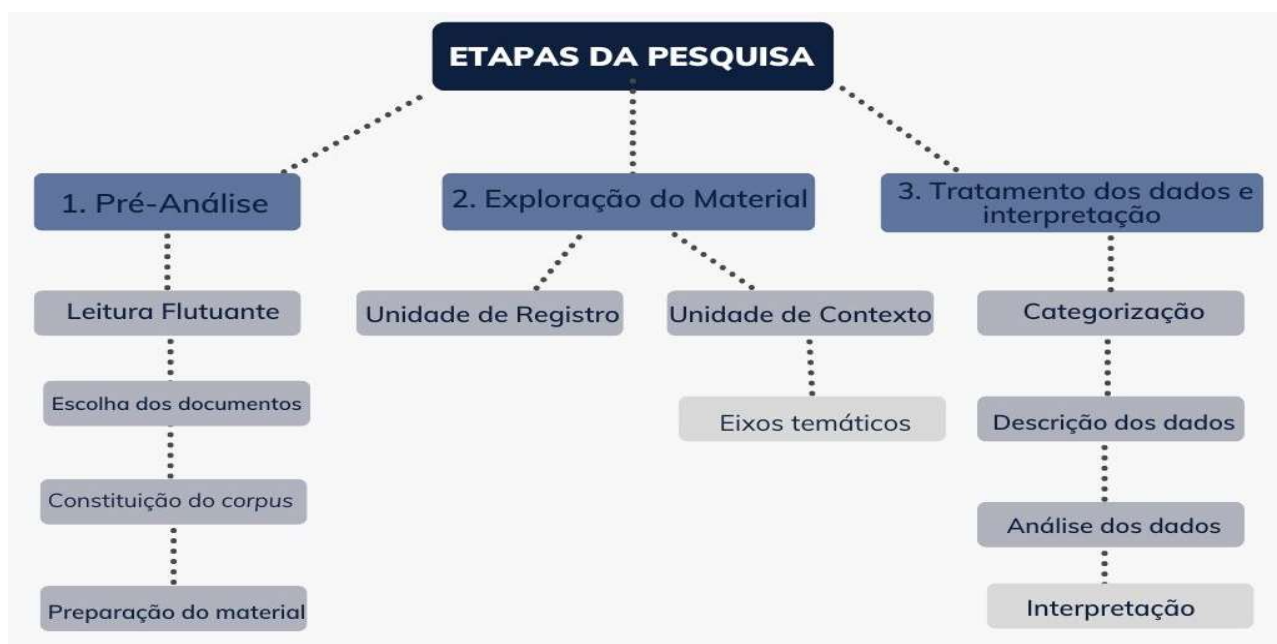 ETAPAS DA PESQUISA
1. Pré-Análise
2. Exploração do Material
3. Tratamento dos dados e
interpretação
Leitura Flutuante
Unidade de Registro
Unidade de Contexto
Categorização
Escolha dos documentos
Eixos temáticos
Descrição dos dados
Constituição do corpus
Análise dos dados
Preparação do material
Interpretação